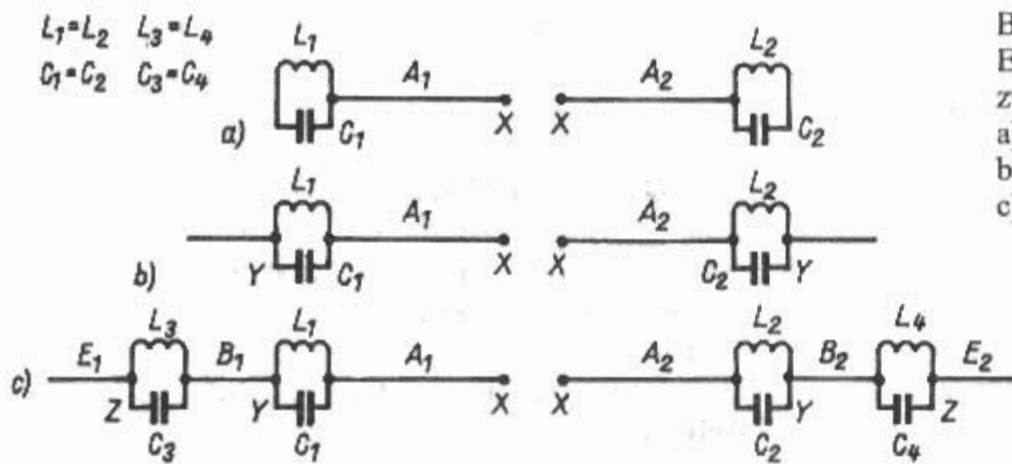 L₁=L₂ L₃=L₄
C₁=C₂ C₃=C₄
L₁ L₂
A₁ A₂
a) C₁ X X C₂
L₁ L₂
A₁ A₂
b) Y C₁ X X C₂ Y
L₃ L₁ L₂ L₄
c) E₁ B₁ A₁ A₂ B₂ E₂
Z Y X X Y Z
C₃ C₁ C₂ C₄
B
E
z
a)
b
c)